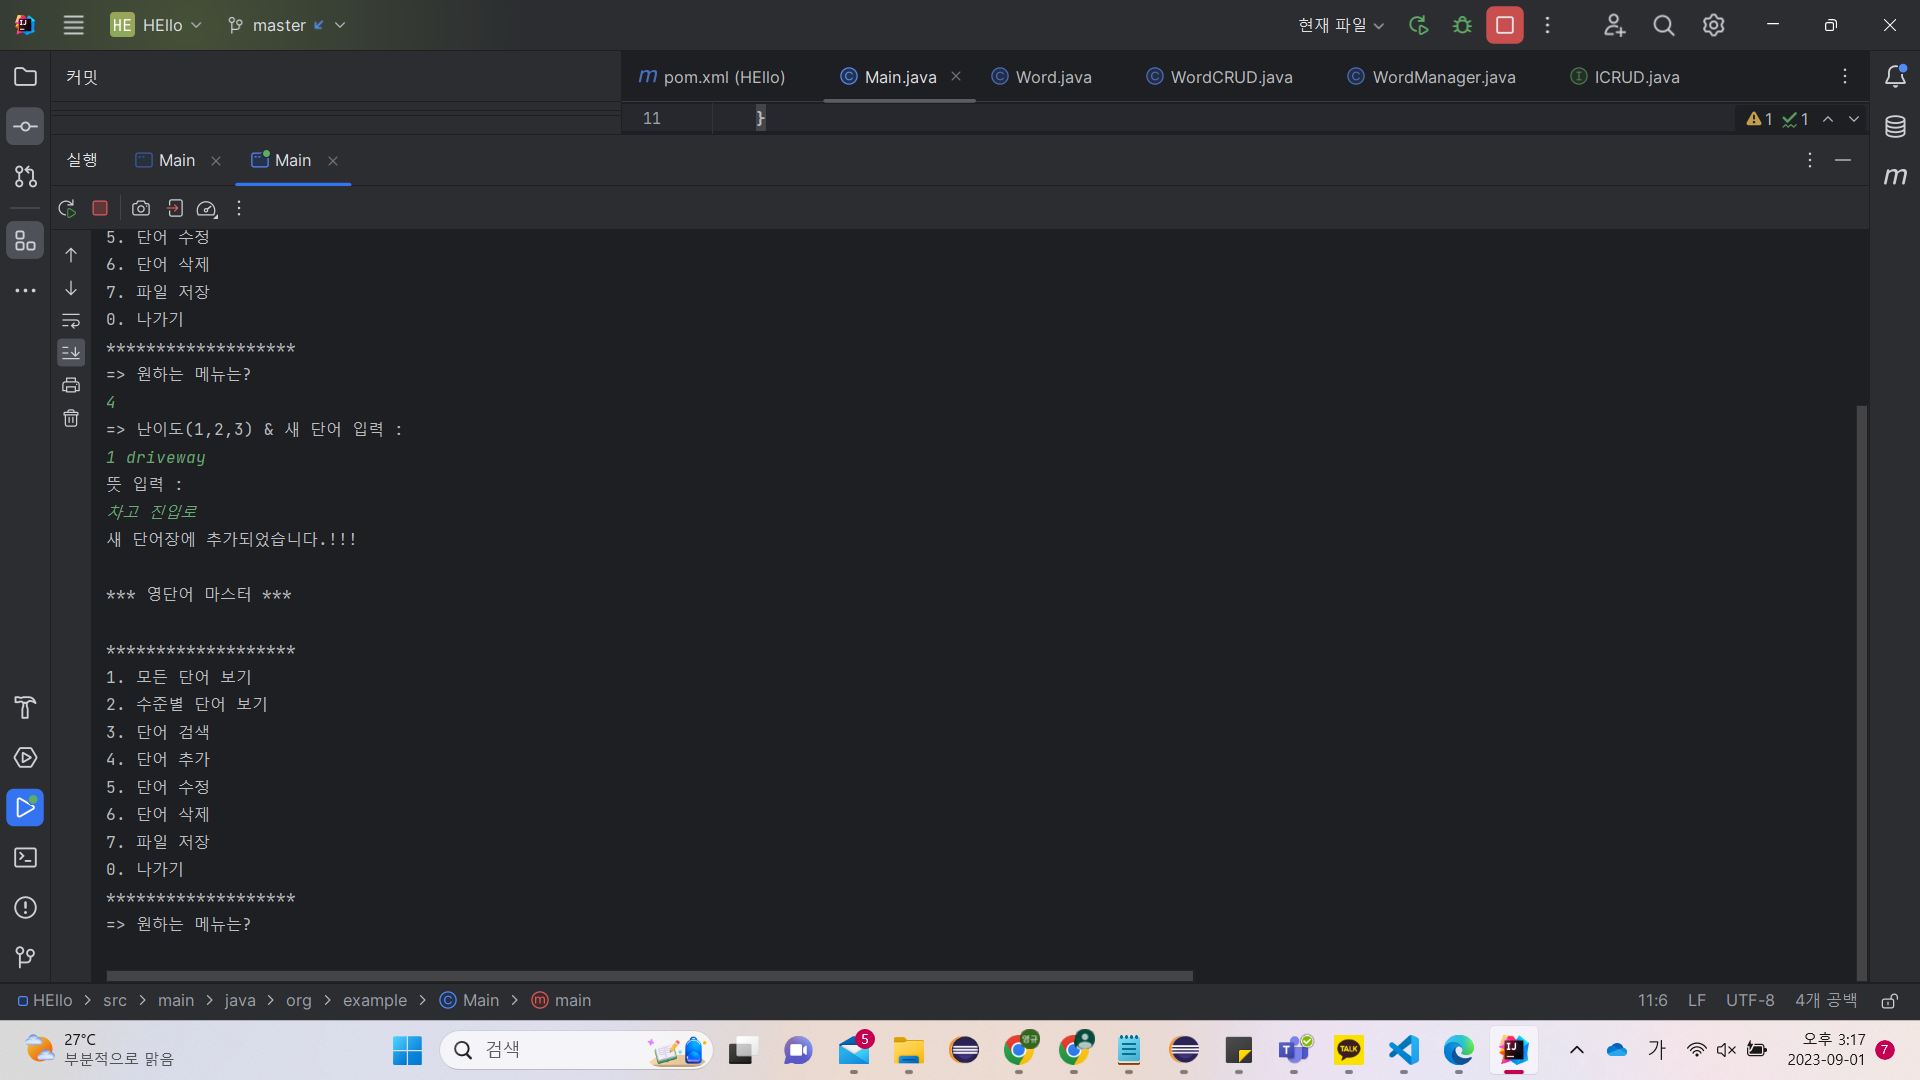 HE HEllo master 현재 파일
커밋
pom.xml (HEllo) Main.java Word.java WordCRUD.java WordManager.java ICRUD.java
11 } 1 1
실행 Main Main
5. 단어 수정
6. 단어 삭제
7. 파일 저장
0. 나가기
*******************
=> 원하는 메뉴는?
4
=> 난이도(1,2,3) & 새 단어 입력 :
1 driveway
뜻 입력 :
차고 진입로
새 단어장에 추가되었습니다.!!!
*** 영단어 마스터 ***
*******************
1. 모든 단어 보기
2. 수준별 단어 보기
3. 단어 검색
4. 단어 추가
5. 단어 수정
6. 단어 삭제
7. 파일 저장
0. 나가기
*******************
=> 원하는 메뉴는?
HEllo > src > main > java > org > example > Main > main 11:6 LF UTF-8 4개 공백
27°C
부분적으로 맑음
검색
5
TALK
가
오후 3:17
2023-09-01
7